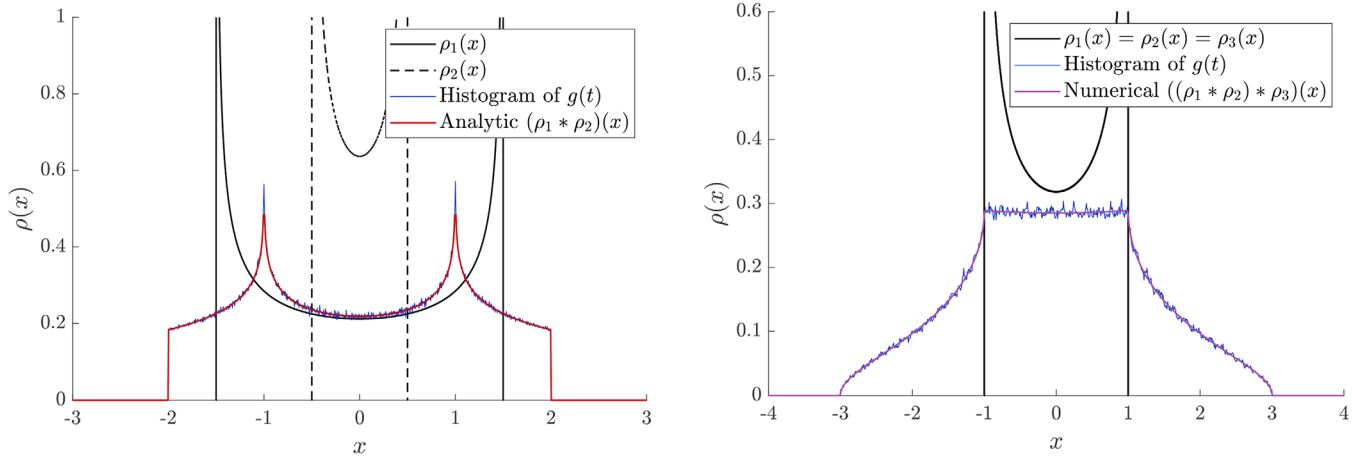 1
0.8
0.6
0.4
0.2
0
ρ(x)
-3 -2 -1 0 1 2 3
x
ρ₁(x)
ρ₂(x)
Histogram of g(t)
Analytic (ρ₁ * ρ₂)(x)
0.6
0.5
0.4
0.3
0.2
0.1
0
ρ(x)
-4 -3 -2 -1 0 1 2 3 4
x
ρ₁(x) = ρ₂(x) = ρ₃(x)
Histogram of g(t)
Numerical ((ρ₁ * ρ₂) * ρ₃)(x)